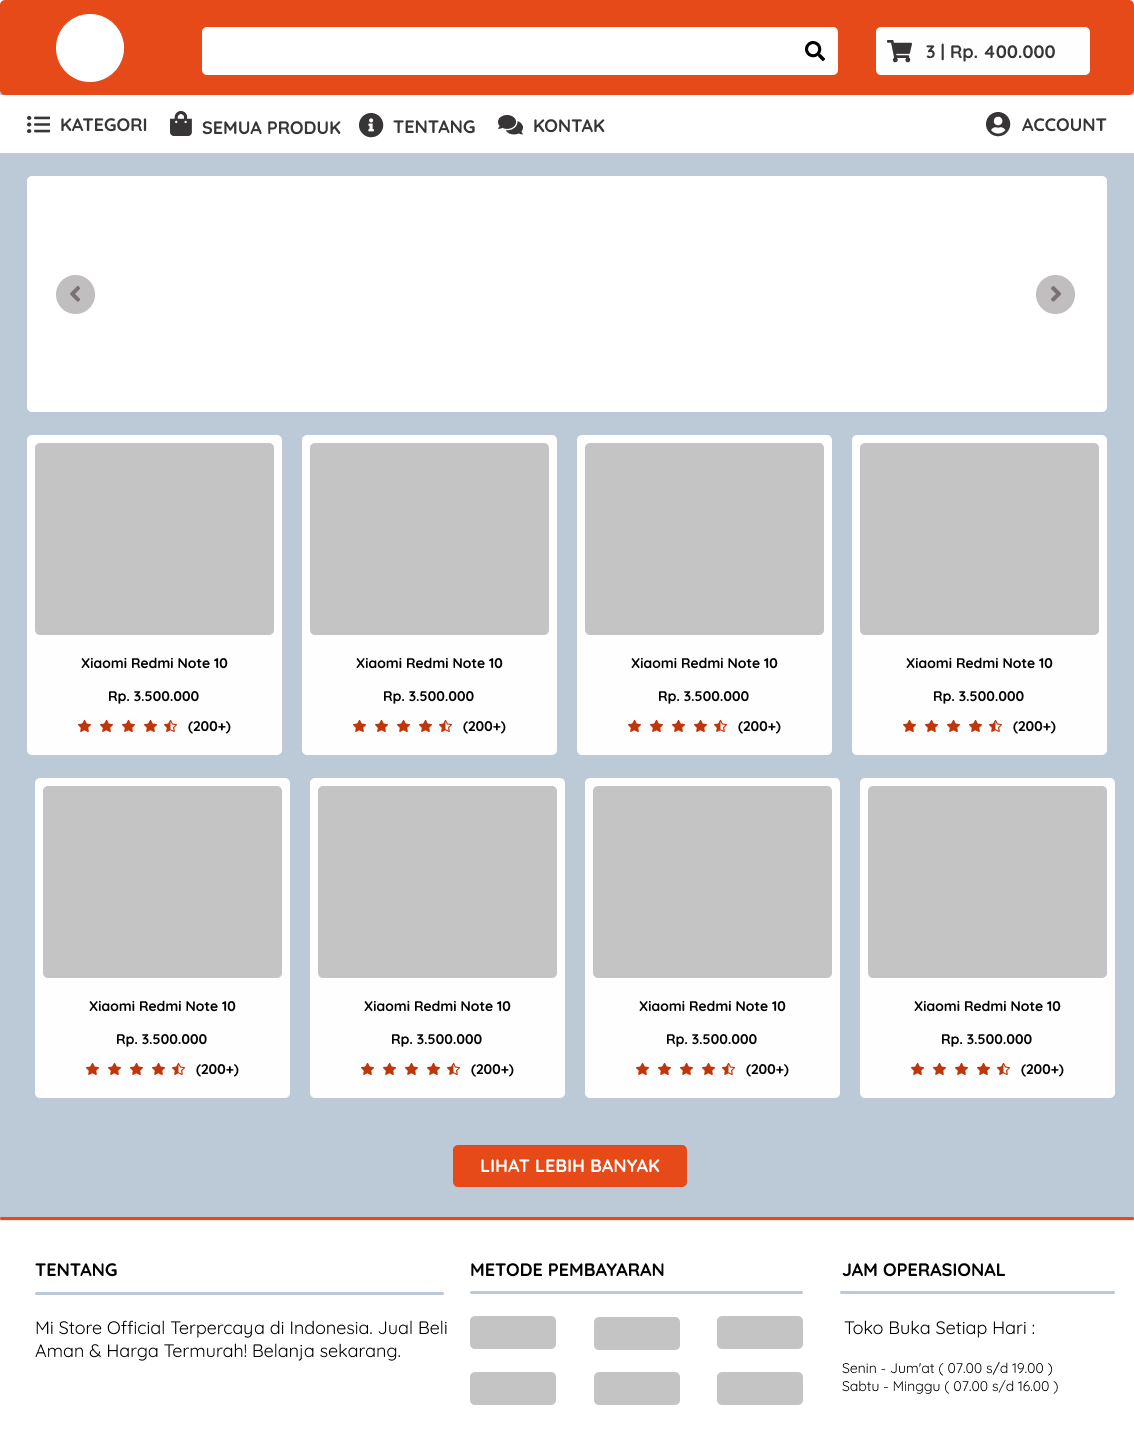 3 | Rp. 400.000
KATEGORI SEMUA PRODUK TENTANG KONTAK ACCOUNT
Xiaomi Redmi Note 10 Xiaomi Redmi Note 10 Xiaomi Redmi Note 10 Xiaomi Redmi Note 10
Rp. 3.500.000 Rp. 3.500.000 Rp. 3.500.000 Rp. 3.500.000
(200+) (200+) (200+) (200+)
Xiaomi Redmi Note 10 Xiaomi Redmi Note 10 Xiaomi Redmi Note 10 Xiaomi Redmi Note 10
Rp. 3.500.000 Rp. 3.500.000 Rp. 3.500.000 Rp. 3.500.000
(200+) (200+) (200+) (200+)
LIHAT LEBIH BANYAK
TENTANG
Mi Store Official Terpercaya di Indonesia. Jual Beli
Aman & Harga Termurah! Belanja sekarang.
METODE PEMBAYARAN
JAM OPERASIONAL
Toko Buka Setiap Hari :
Senin - Jum'at ( 07.00 s/d 19.00 )
Sabtu - Minggu ( 07.00 s/d 16.00 )